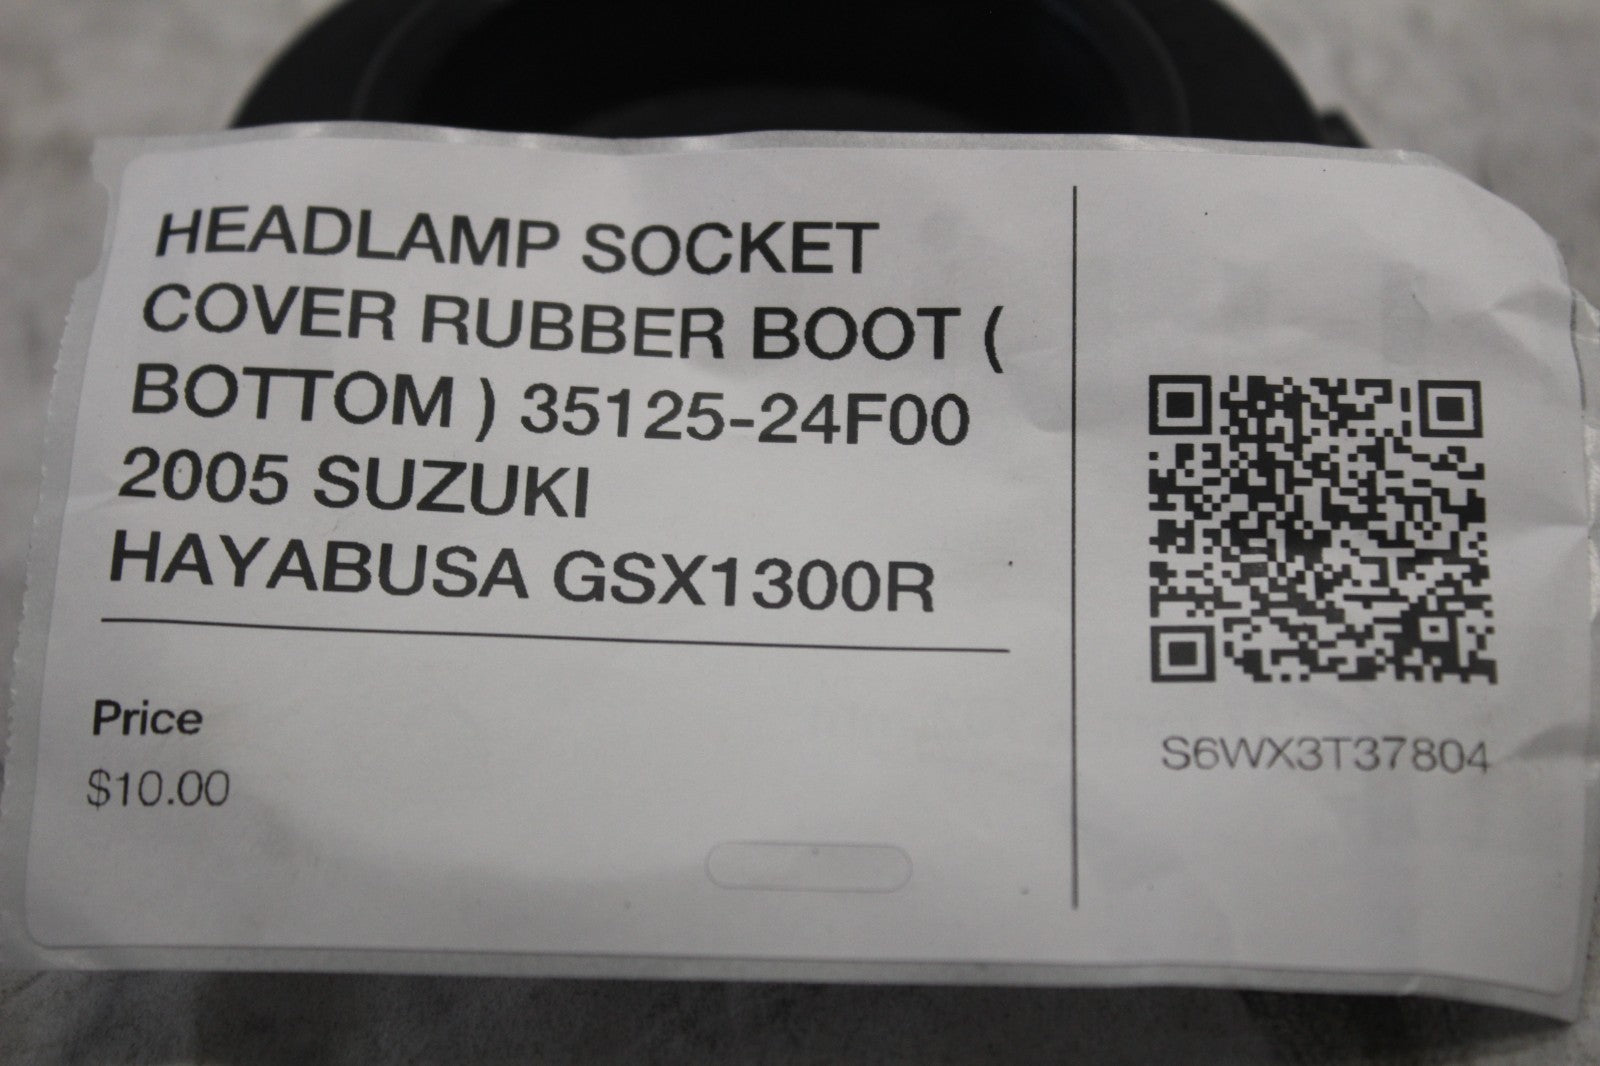 HEADLAMP SOCKET
COVER RUBBER BOOT (
BOTTOM ) 35125-24F00
2005 SUZUKI
HAYABUSA GSX1300R
Price
$10.00
S6WX3T37804